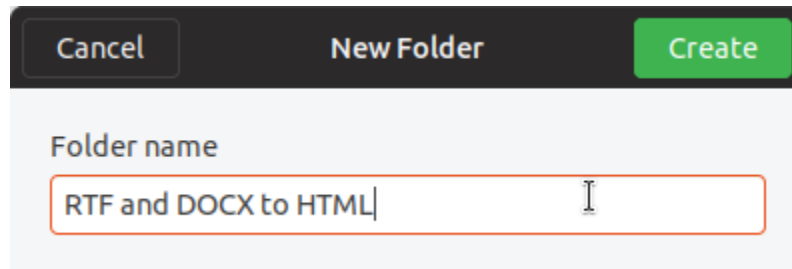 Cancel New Folder Create
Folder name
RTF and DOCX to HTML